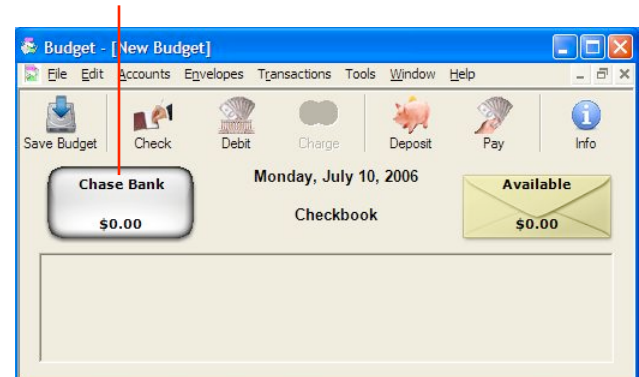 Budget - [New Budget]
File Edit Accounts Envelopes Transactions Tools Window Help
Save Budget Check Debit Charge Deposit Pay Info
Chase Bank Monday, July 10, 2006 Available
Checkbook
$0.00 $0.00